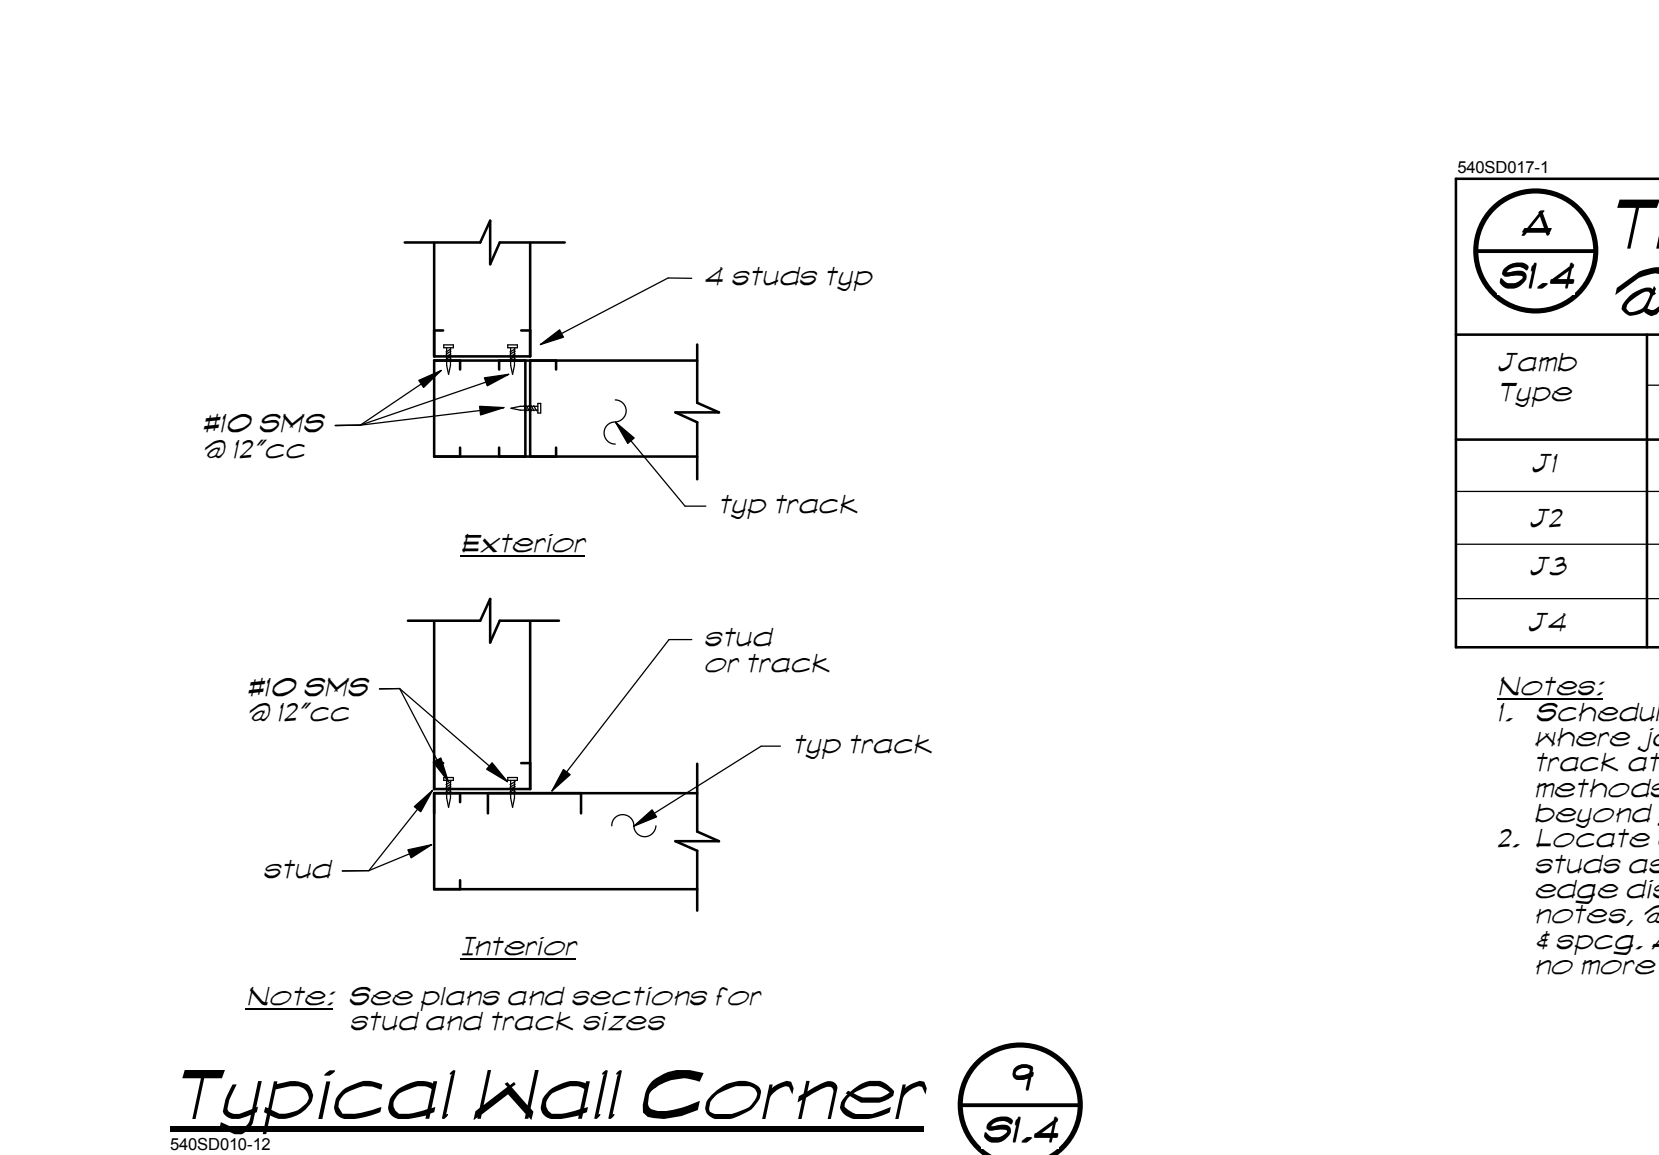 4 studs typ
#10 SMS
@ 12"cc
typ track
Exterior
stud
or track
#10 SMS
@ 12"cc
typ track
stud
Interior
Note: See plans and sections for
stud and track sizes
Typical Wall Corner
9
S1.4
540SD010-12
540SD017-1
A
S1.4
@
Jamb
Type
J1
J2
J3
J4
Notes:
1.
where
track at
methods
beyond
2. Locate
studs as
edge
notes, @
& spcg.
no more